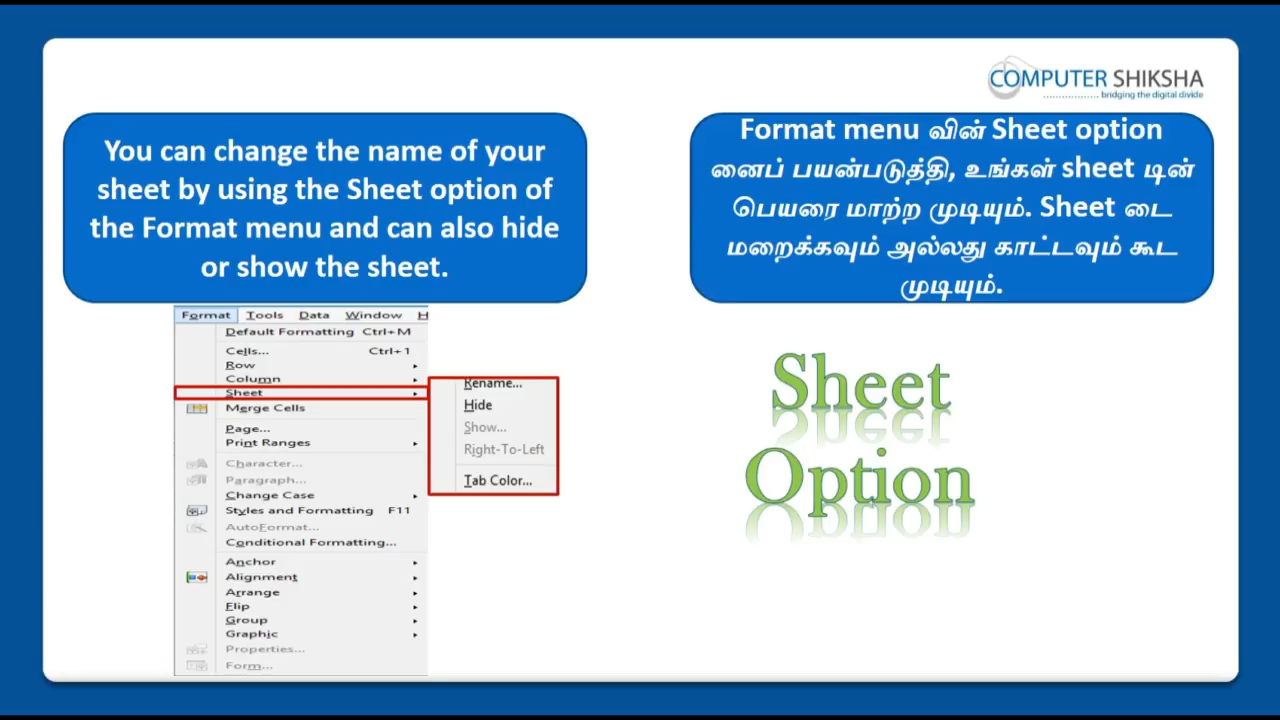 COMPUTER SHIKSHA
bridging the digital divide
You can change the name of your
sheet by using the Sheet option of
the Format menu and can also hide
or show the sheet.
Format menu வின் Sheet option
னைப் பயன்படுத்தி, உங்கள் sheet டின்
பெயரை மாற்ற முடியும். Sheet டை
மறைக்கவும் அல்லது காட்டவும் கூட
முடியும்.
Format Tools Data Window H
Default Formatting Ctrl+M
Cells... Ctrl+1
Row
Column
Sheet
Merge Cells
Page...
Print Ranges
Character...
Paragraph...
Change Case
Styles and Formatting F11
AutoFormat...
Conditional Formatting...
Anchor
Alignment
Arrange
Flip
Group
Graphic
Properties...
Form...
Rename...
Hide
Show...
Right-To-Left
Tab Color...
Sheet
Option